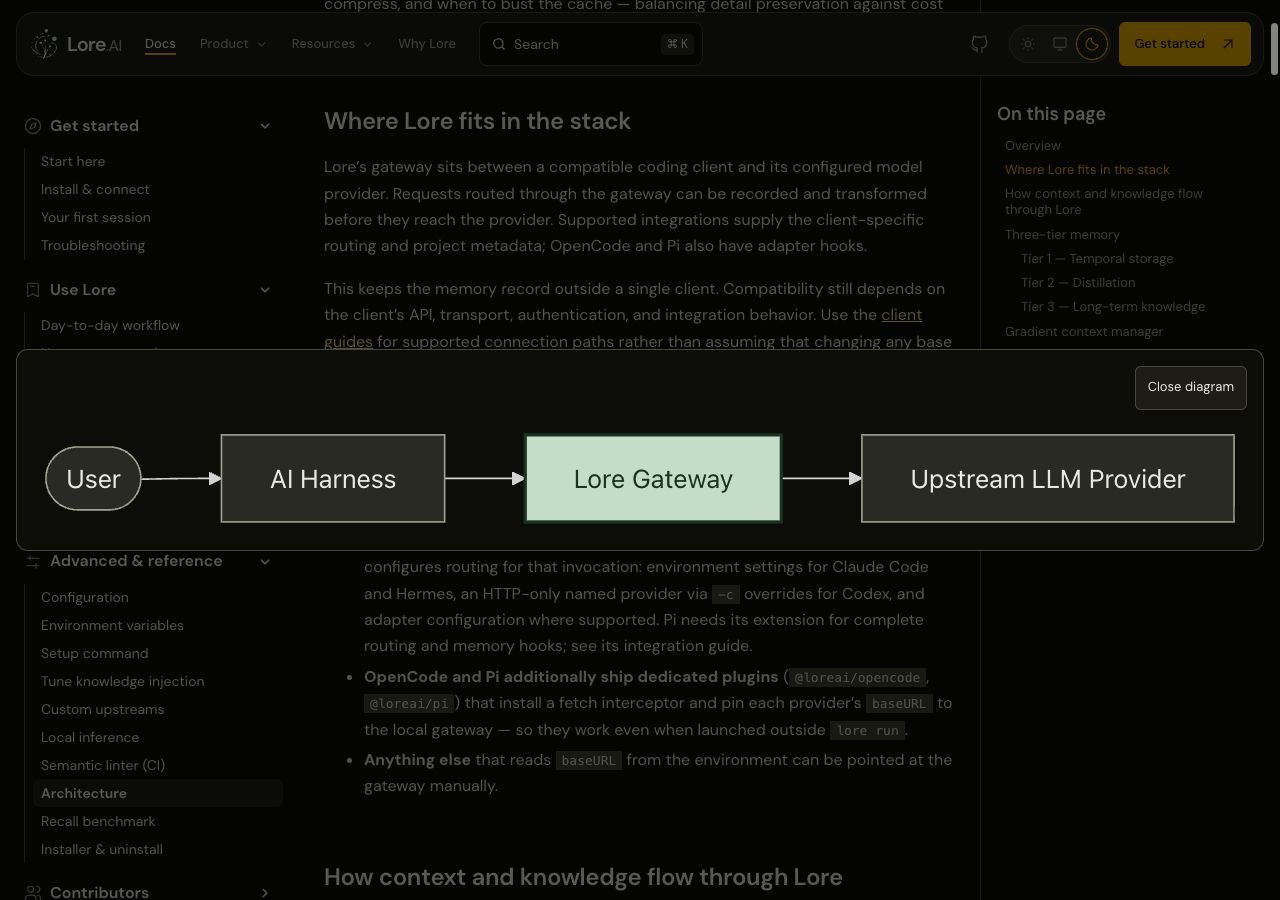 compress, and when to bust the cache — balancing detail preservation against cost
Lore.AI
Docs
Product
Resources
Why Lore
Search
⌘ K
Get started
Get started
Start here
Install & connect
Your first session
Troubleshooting
Use Lore
Day-to-day workflow
Where Lore fits in the stack
Lore's gateway sits between a compatible coding client and its configured model
provider. Requests routed through the gateway can be recorded and transformed
before they reach the provider. Supported integrations supply the client-specific
routing and project metadata; OpenCode and Pi also have adapter hooks.
This keeps the memory record outside a single client. Compatibility still depends on
the client's API, transport, authentication, and integration behavior. Use the client
guides for supported connection paths rather than assuming that changing any base
On this page
Overview
Where Lore fits in the stack
How context and knowledge flow
through Lore
Three-tier memory
Tier 1 — Temporal storage
Tier 2 — Distillation
Tier 3 — Long-term knowledge
Gradient context manager
Close diagram
User
AI Harness
Lore Gateway
Upstream LLM Provider
Advanced & reference
Configuration
Environment variables
Setup command
Tune knowledge injection
Custom upstreams
Local inference
Semantic linter (CI)
Architecture
Recall benchmark
Installer & uninstall
Contributors
configures routing for that invocation: environment settings for Claude Code
and Hermes, an HTTP-only named provider via -c overrides for Codex, and
adapter configuration where supported. Pi needs its extension for complete
routing and memory hooks; see its integration guide.
• OpenCode and Pi additionally ship dedicated plugins (@loreai/opencode,
@loreai/pi) that install a fetch interceptor and pin each provider's baseURL to
the local gateway — so they work even when launched outside lore run.
• Anything else that reads baseURL from the environment can be pointed at the
gateway manually.
How context and knowledge flow through Lore